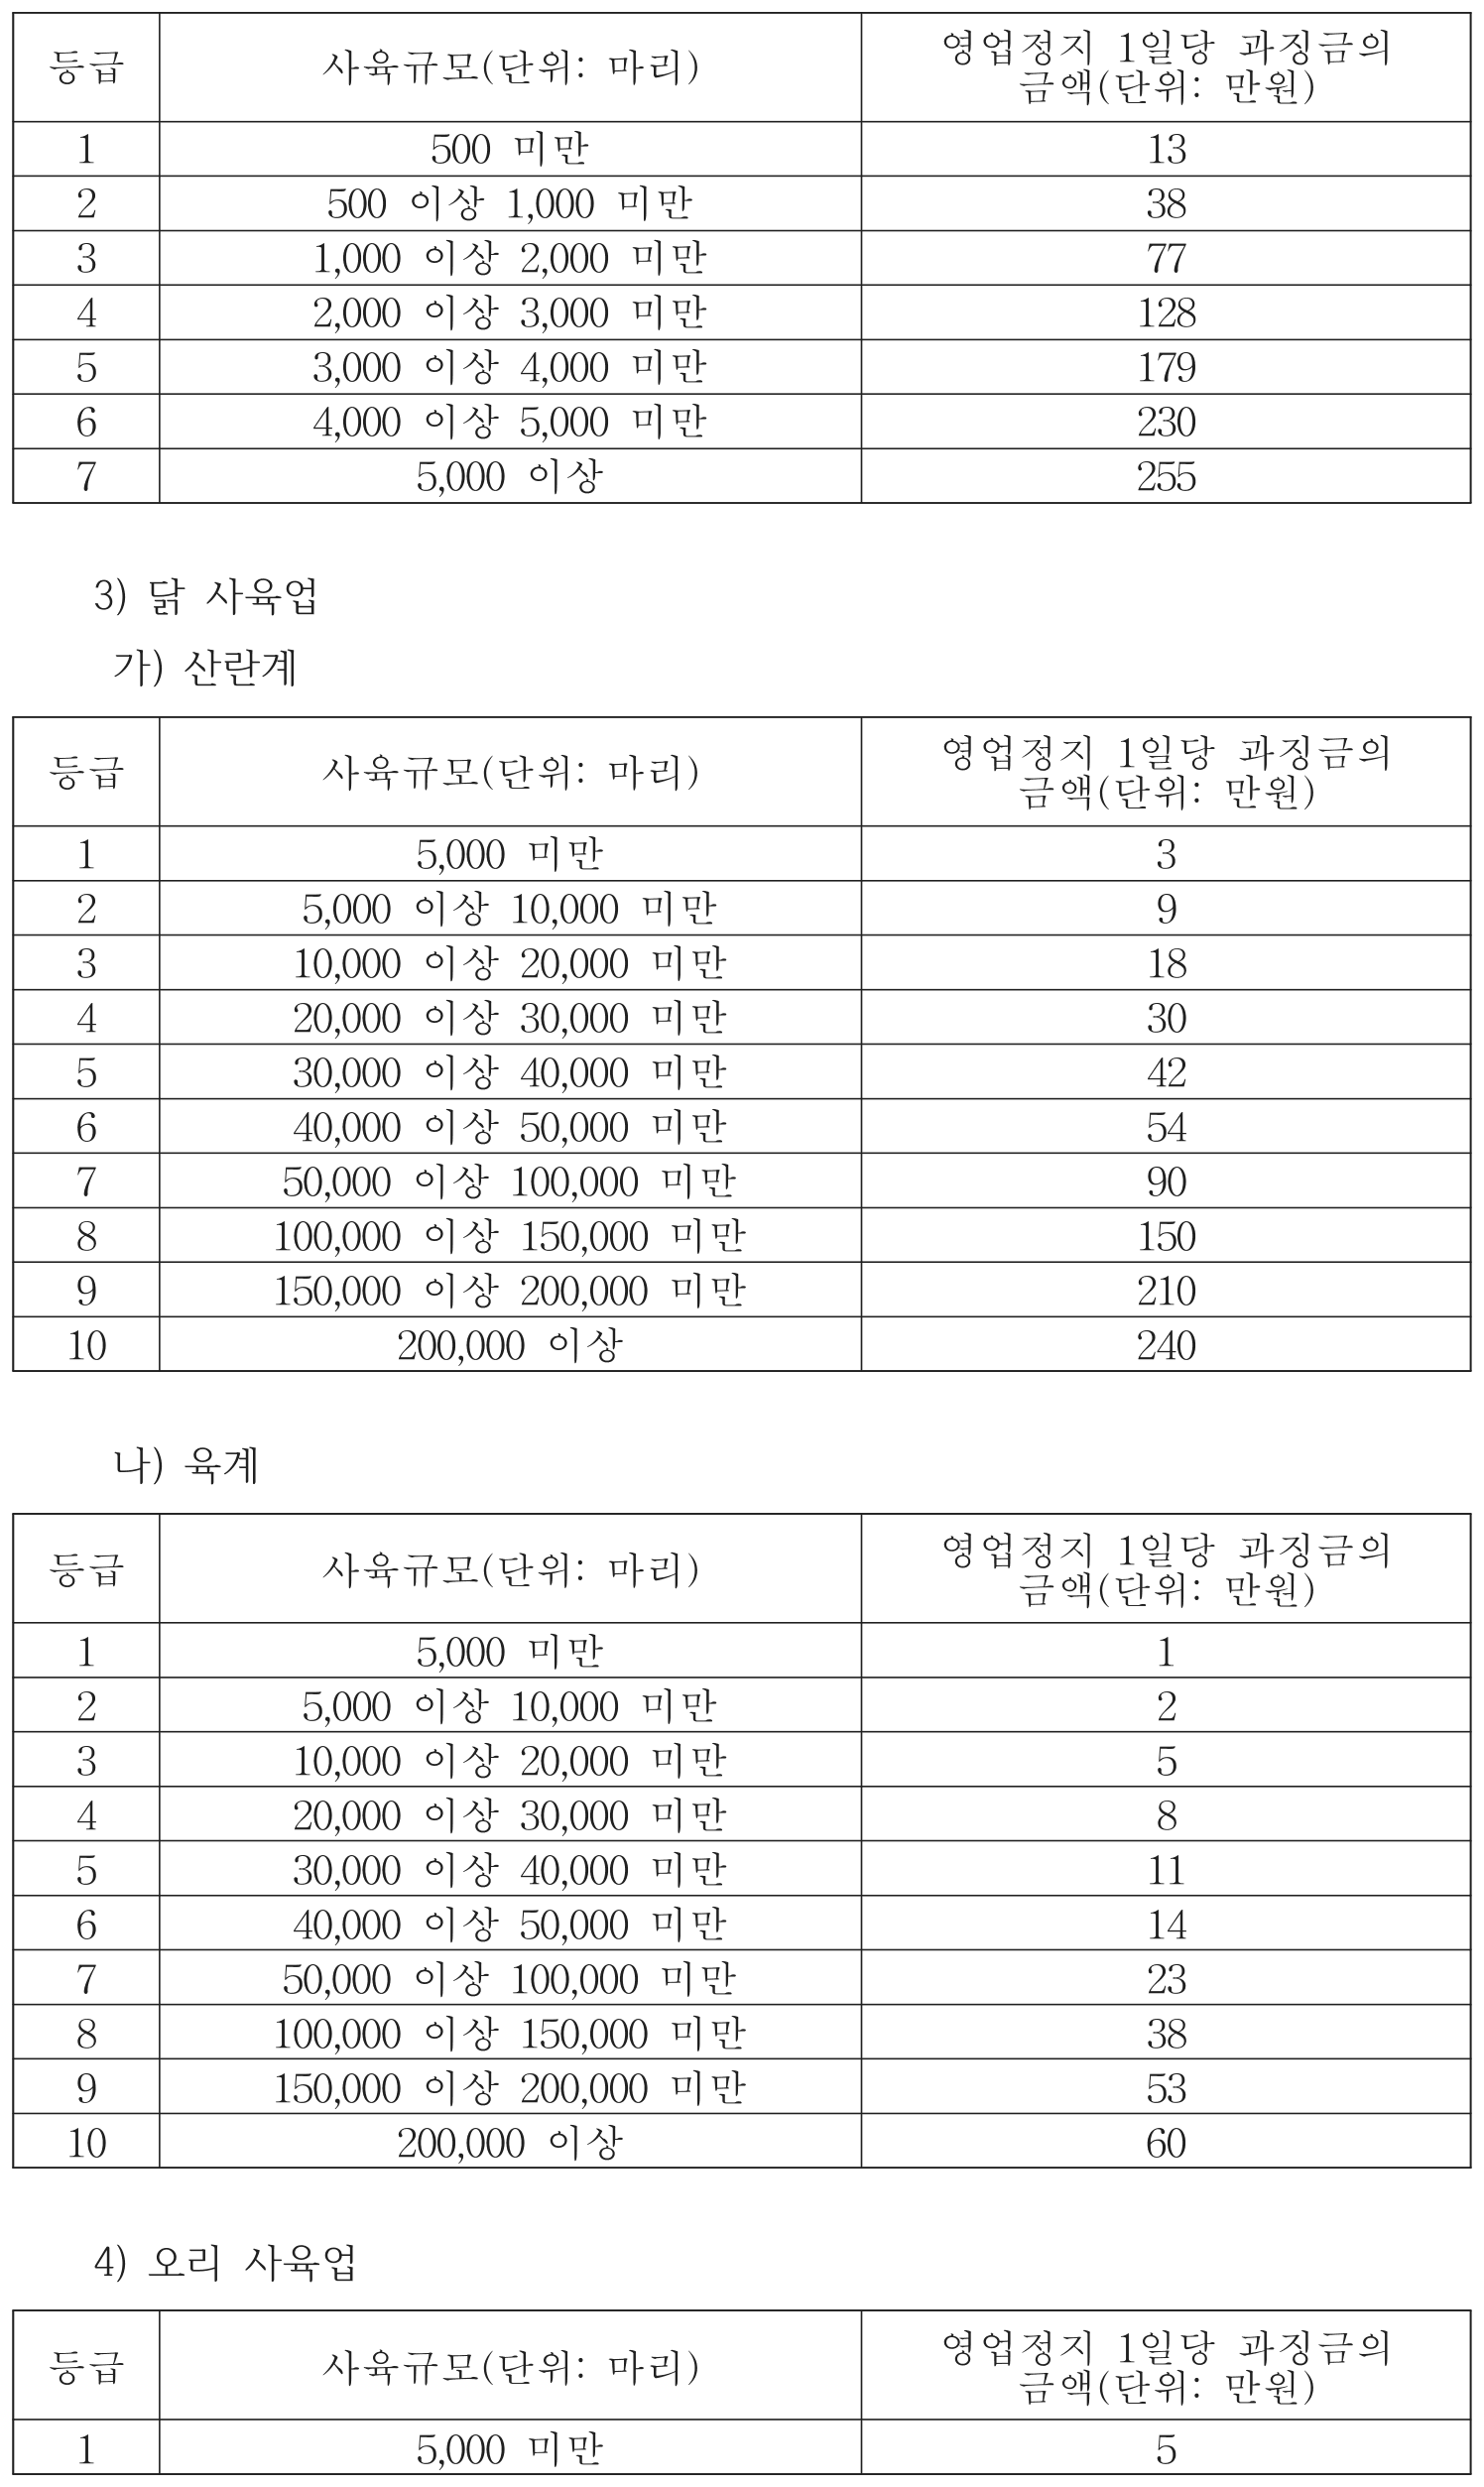 등급 사육규모(단위: 마리) 영업정지 1일당 과징금의
금액(단위: 만원)
1 500 미만 13
2 500 이상 1,000 미만 38
3 1,000 이상 2,000 미만 77
4 2,000 이상 3,000 미만 128
5 3,000 이상 4,000 미만 179
6 4,000 이상 5,000 미만 230
7 5,000 이상 255
3) 닭 사육업
가) 산란계
등급 사육규모(단위: 마리) 영업정지 1일당 과징금의
금액(단위: 만원)
1 5,000 미만 3
2 5,000 이상 10,000 미만 9
3 10,000 이상 20,000 미만 18
4 20,000 이상 30,000 미만 30
5 30,000 이상 40,000 미만 42
6 40,000 이상 50,000 미만 54
7 50,000 이상 100,000 미만 90
8 100,000 이상 150,000 미만 150
9 150,000 이상 200,000 미만 210
10 200,000 이상 240
나) 육계
등급 사육규모(단위: 마리) 영업정지 1일당 과징금의
금액(단위: 만원)
1 5,000 미만 1
2 5,000 이상 10,000 미만 2
3 10,000 이상 20,000 미만 5
4 20,000 이상 30,000 미만 8
5 30,000 이상 40,000 미만 11
6 40,000 이상 50,000 미만 14
7 50,000 이상 100,000 미만 23
8 100,000 이상 150,000 미만 38
9 150,000 이상 200,000 미만 53
10 200,000 이상 60
4) 오리 사육업
등급 사육규모(단위: 마리) 영업정지 1일당 과징금의
금액(단위: 만원)
1 5,000 미만 5